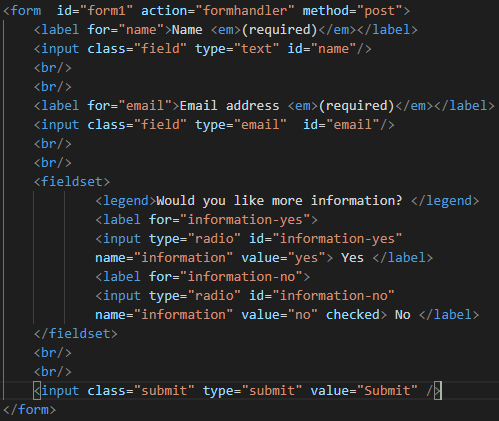 <form  id="form1" action="formhandler" method="post">
<label for="name">Name <em>(required)</em></label>
<input class="field" type="text" id="name"/>
<br/>
<br/>
<label for="email">Email address <em>(required)</em></label>
<input class="field" type="email"  id="email"/>
<br/>
<br/>
<fieldset>
<legend>Would you like more information? </legend>
<label for="information-yes">
<input type="radio" id="information-yes"
name="information" value="yes"> Yes </label>
<label for="information-no">
<input type="radio" id="information-no"
name="information" value="no" checked> No </label>
</fieldset>
<br/>
<br/>
<input class="submit" type="submit" value="Submit" />
</form>